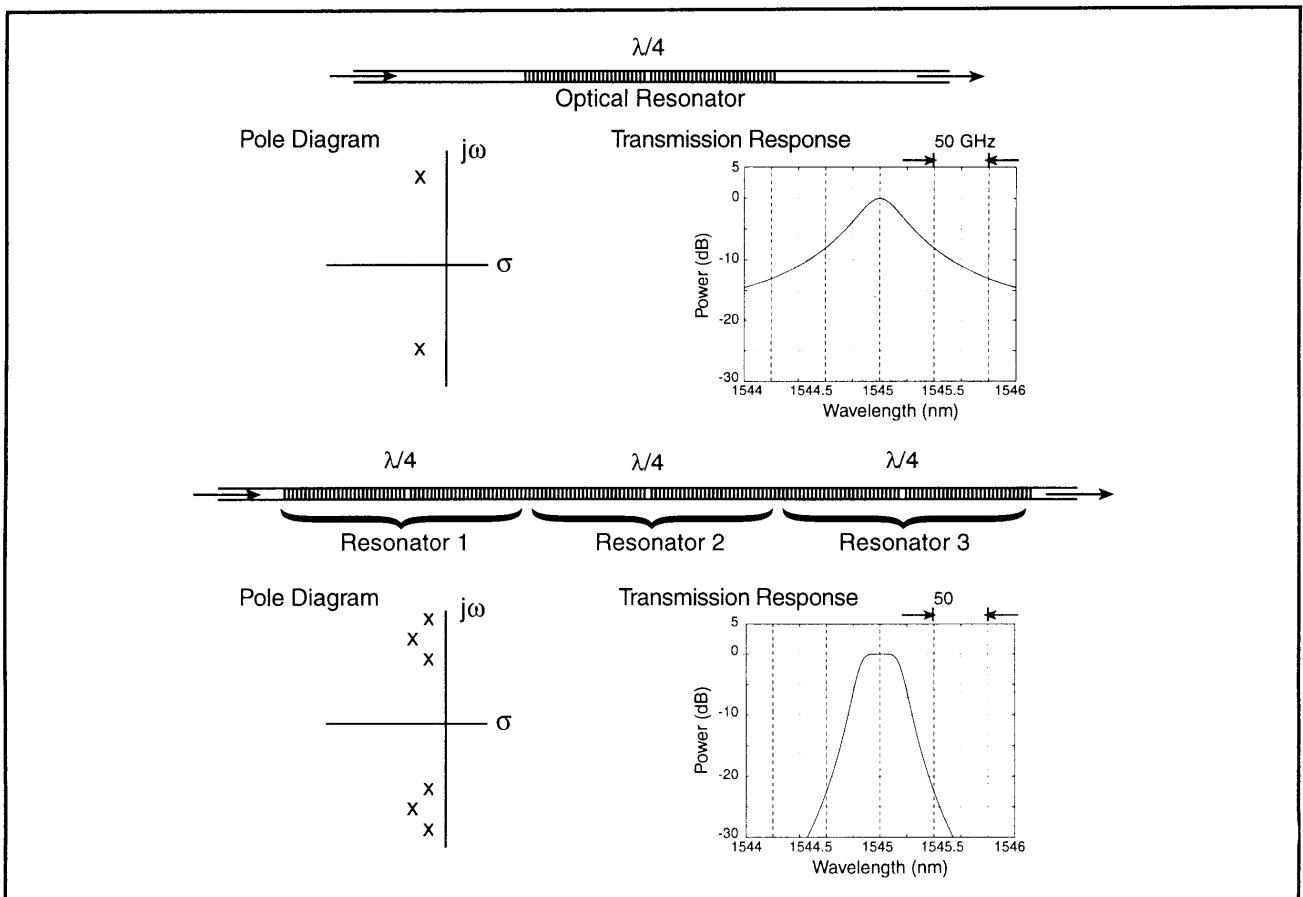 λ/4
Optical Resonator
Pole Diagram
Transmission Response
50 GHz
jω
x
σ
x
5
0
-10
-20
-30
Power (dB)
1544
1544.5
1545
1545.5
1546
Wavelength (nm)
λ/4
λ/4
λ/4
Resonator 1
Resonator 2
Resonator 3
Pole Diagram
Transmission Response
50
jω
x
x
x
σ
x
x
x
5
0
-10
-20
-30
Power (dB)
1544
1544.5
1545
1545.5
1546
Wavelength (nm)